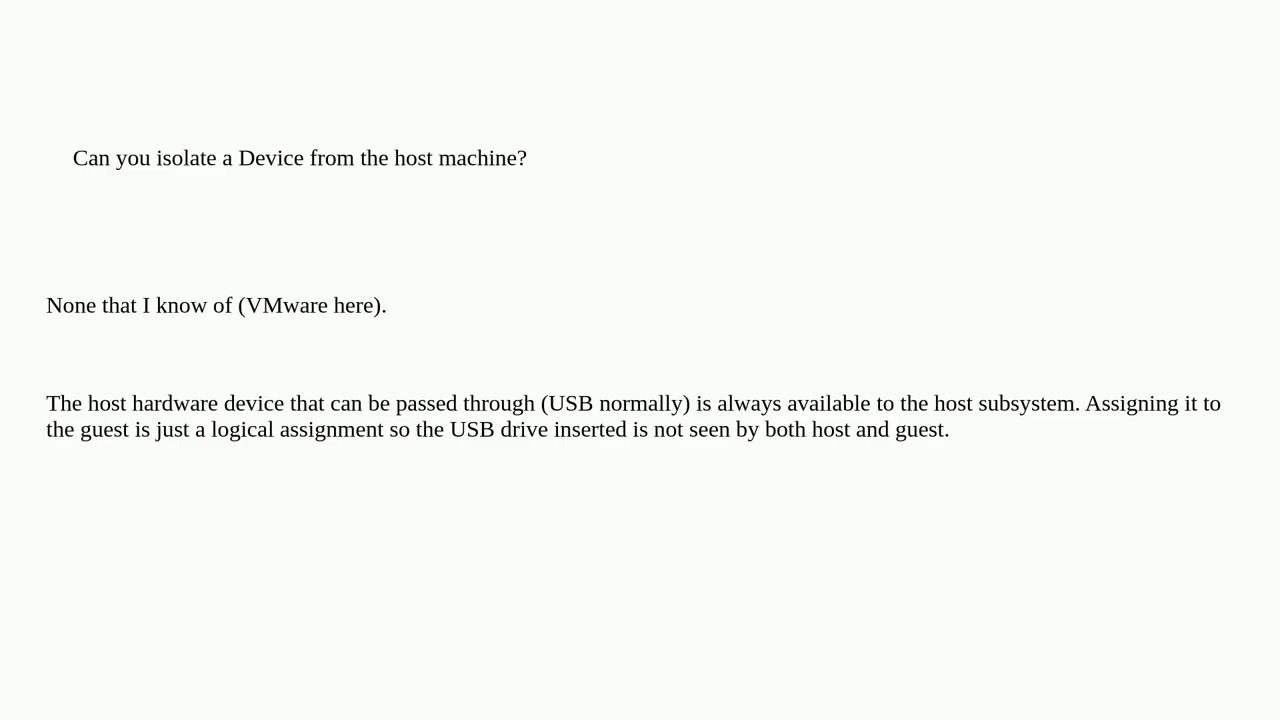 Can you isolate a Device from the host machine?
None that I know of (VMware here).
The host hardware device that can be passed through (USB normally) is always available to the host subsystem. Assigning it to
the guest is just a logical assignment so the USB drive inserted is not seen by both host and guest.